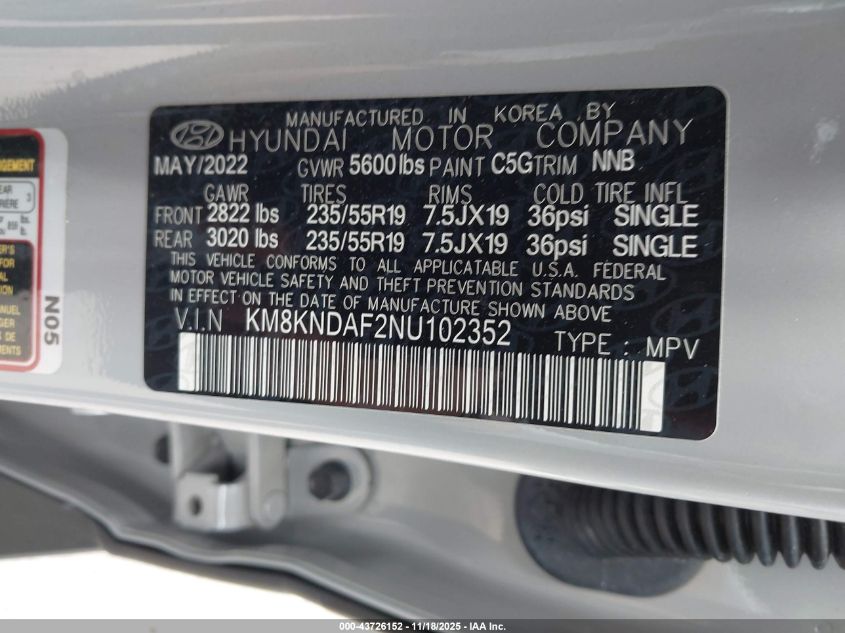 MANUFACTURED IN KOREA BY
HYUNDAI MOTOR COMPANY
MAY/2022 GVWR 5600lbs PAINT C5G TRIM NNB
GAWR TIRES RIMS COLD TIRE INFL
FRONT 2822 lbs 235/55R19 7.5JX19 36psi SINGLE
REAR 3020 lbs 235/55R19 7.5JX19 36psi SINGLE
THIS VEHICLE CONFORMS TO ALL APPLICATABLE U.S.A. FEDERAL
MOTOR VEHICLE SAFETY AND THEFT PREVENTION STANDARDS
IN EFFECT ON THE DATE OF MANUFACTURE SHOWN ABOVE
V.I.N KM8KNDAF2NU102352 TYPE : MPV
N05
000-43726152 - 11/18/2025 - IAA Inc.